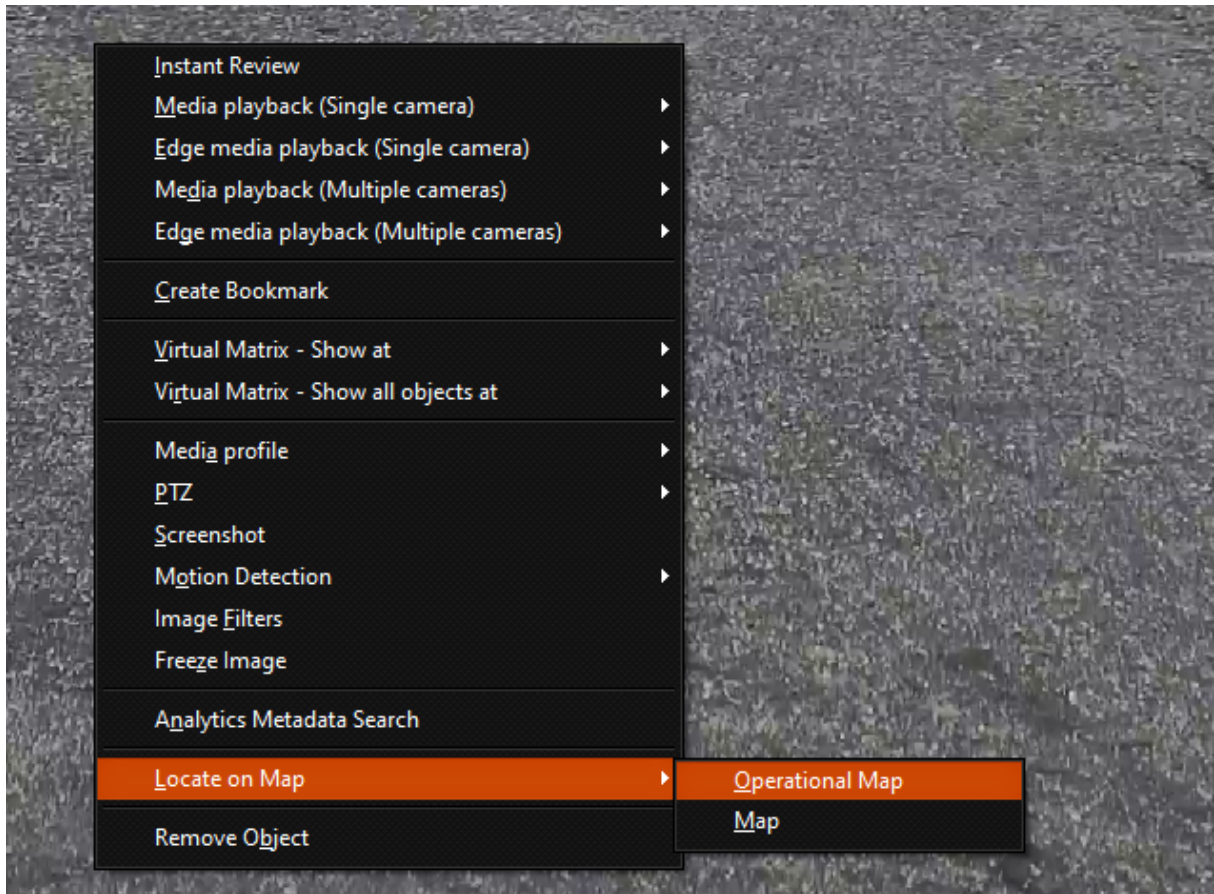 Instant Review
Media playback (Single camera)
Edge media playback (Single camera)
Media playback (Multiple cameras)
Edge media playback (Multiple cameras)
Create Bookmark
Virtual Matrix - Show at
Virtual Matrix - Show all objects at
Media profile
PTZ
Screenshot
Motion Detection
Image Filters
Freeze Image
Analytics Metadata Search
Locate on Map
Operational Map
Map
Remove Object